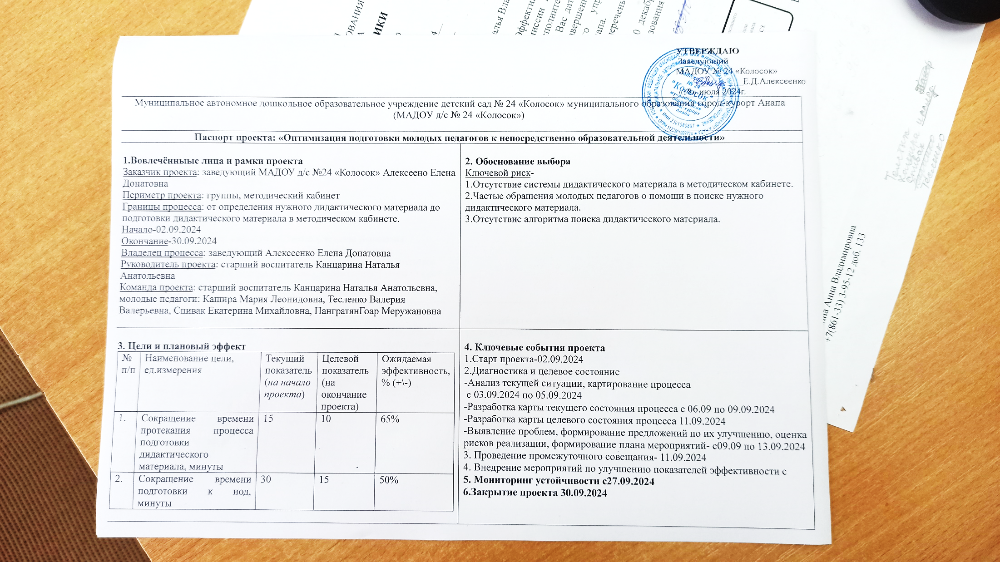 ИКИ
УТВЕРЖДАЮ
Заведующий
МАДОУ № 24 «Колосок»
Е.Д.Алексеенко
«18» июля 2024г.
Муниципальное автономное дошкольное образовательное учреждение детский сад № 24 «Колосок» муниципального образования город-курорт Анапа
(МАДОУ д/с № 24 «Колосок»)
Паспорт проекта: «Оптимизация подготовки молодых педагогов к непосредственно образовательной деятельности»
1.Вовлечённыые лица и рамки проекта
Заказчик проекта: заведующий МАДОУ д/с №24 «Колосок» Алексеено Елена
Донатовна
Периметр проекта: группы, методический кабинет
Границы процесса: от определения нужного дидактического материала до
подготовки дидактического материала в методическом кабинете.
Начало-02.09.2024
Окончание-30.09.2024
Владелец процесса: заведующий Алексеенко Елена Донатовна
Руководитель проекта: старший воспитатель Канцарина Наталья
Анатольевна
Команда проекта: старший воспитатель Канцарина Наталья Анатольевна,
молодые педагоги: Кашира Мария Леонидовна, Тесленко Валерия
Валерьевна, Спивак Екатерина Михайловна, ПангратянГоар Меружановна
2. Обоснование выбора
Ключевой риск-
1.Отсутствие системы дидактического материала в методическом кабинете.
2.Частые обращения молодых педагогов о помощи в поиске нужного
дидактического материала.
3.Отсутствие алгоритма поиска дидактического материала.
3. Цели и плановый эффект
№ п/п
Наименование цели, ед.измерения
Текущий показатель (на начало проекта)
Целевой показатель (на окончание проекта)
Ожидаемая эффективность, % (+\-)
1.
Сокращение времени
протекания процесса
подготовки
дидактического
материала, минуты
15
10
65%
2.
Сокращение времени
подготовки к нод,
минуты
30
15
50%
4. Ключевые события проекта
1.Старт проекта-02.09.2024
2.Диагностика и целевое состояние
-Анализ текущей ситуации, картирование процесса
с 03.09.2024 по 05.09.2024
-Разработка карты текущего состояния процесса с 06.09 по 09.09.2024
-Разработка карты целевого состояния процесса 11.09.2024
-Выявление проблем, формирование предложений по их улучшению, оценка
рисков реализации, формирование плана мероприятий- с09.09 по 13.09.2024
3. Проведение промежуточного совещания- 11.09.2024
4. Внедрение мероприятий по улучшению показателей эффективности с
5. Мониторинг устойчивости с27.09.2024
6.Закрытие проекта 30.09.2024
Анна Владимировна
+7(861-33) 3-95-12 доб. 133